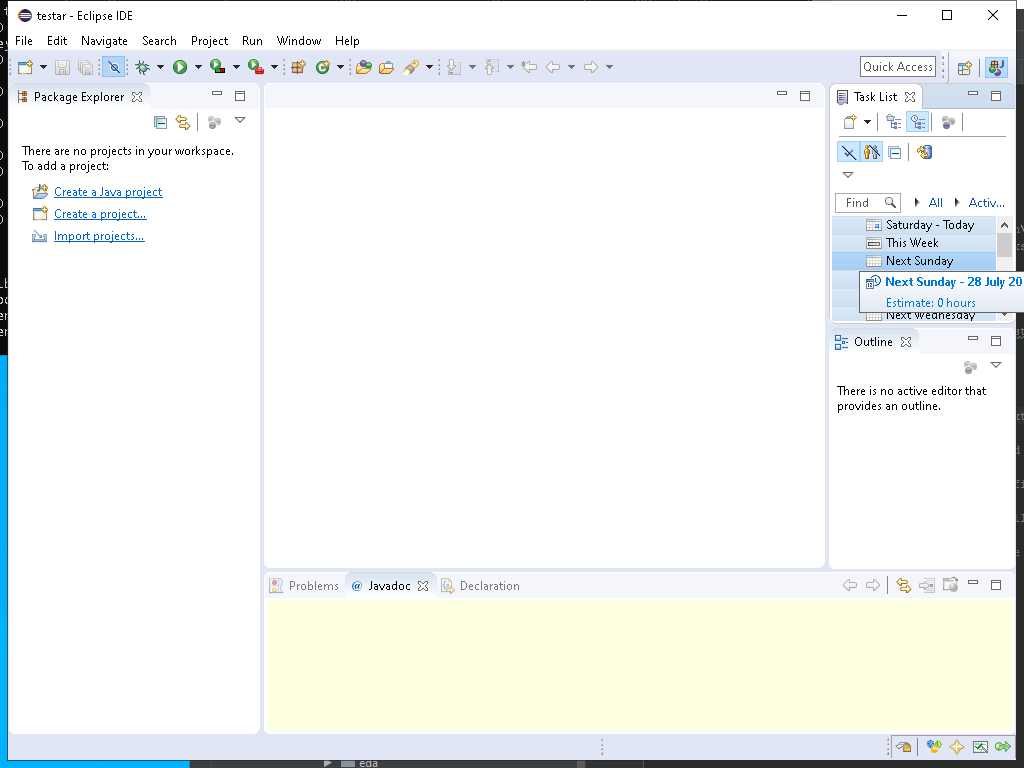 testar - Eclipse IDE
File Edit Navigate Search Project Run Window Help
Quick Access
Package Explorer
There are no projects in your workspace.
To add a project:
Create a Java project
Create a project...
Import projects...
Task List
Find All Activ...
Saturday - Today
This Week
Next Sunday
Next Sunday - 28 July 20
Estimate: 0 hours
Next Wednesday
Outline
There is no active editor that
provides an outline.
Problems @ Javadoc Declaration
eda